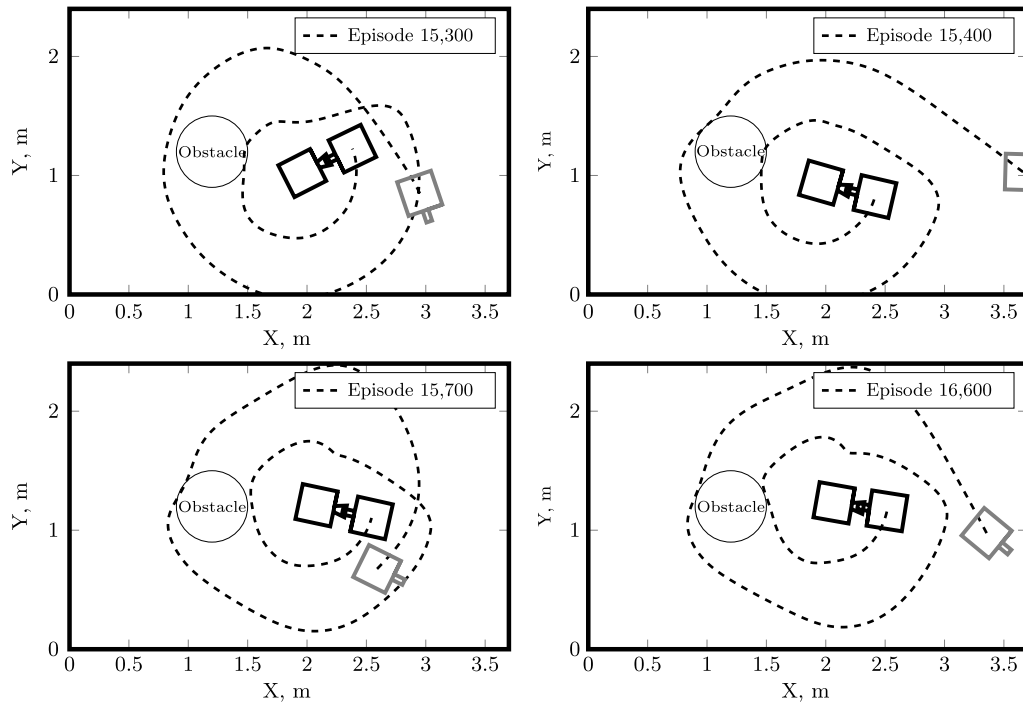 Episode 15,300
2
Y, m
1
Obstacle
0
0 0.5 1 1.5 2 2.5 3 3.5
X, m
Episode 15,400
2
Y, m
1
Obstacle
0
0 0.5 1 1.5 2 2.5 3 3.5
X, m
Episode 15,700
2
Y, m
1
Obstacle
0
0 0.5 1 1.5 2 2.5 3 3.5
X, m
Episode 16,600
2
Y, m
1
Obstacle
0
0 0.5 1 1.5 2 2.5 3 3.5
X, m